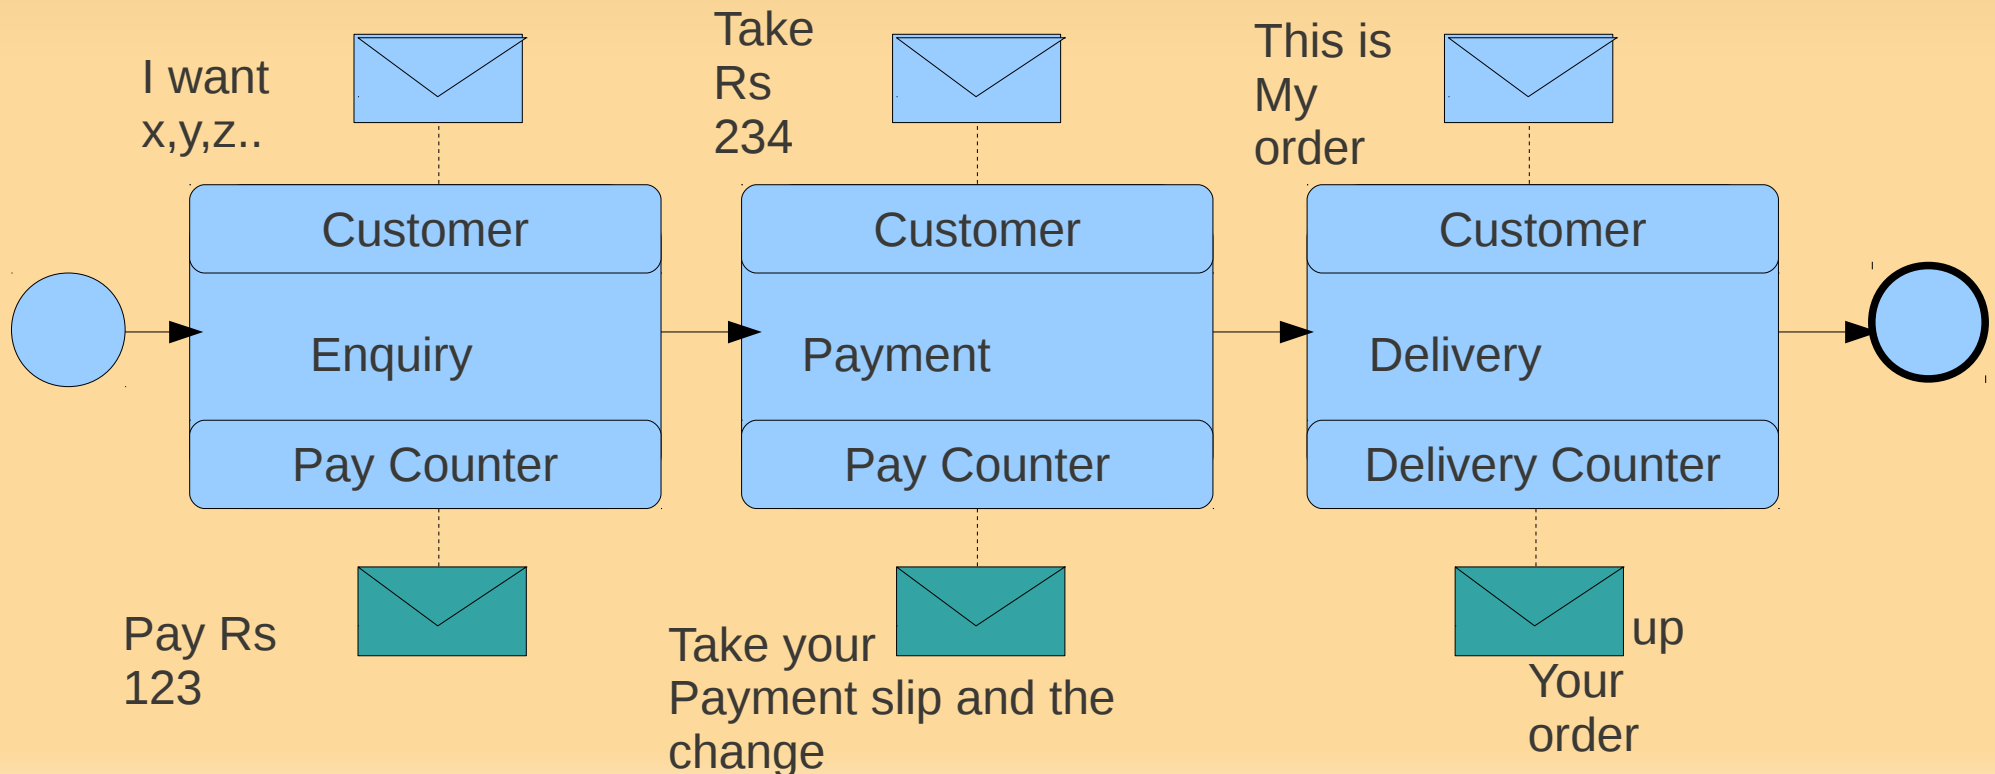 I want
x,y,z..
Take
Rs
234
This is
My
order
Customer
Customer
Customer
Enquiry
Payment
Delivery
Pay Counter
Pay Counter
Delivery Counter
Pay Rs
123
Take your
Payment slip and the
change
up
Your
order